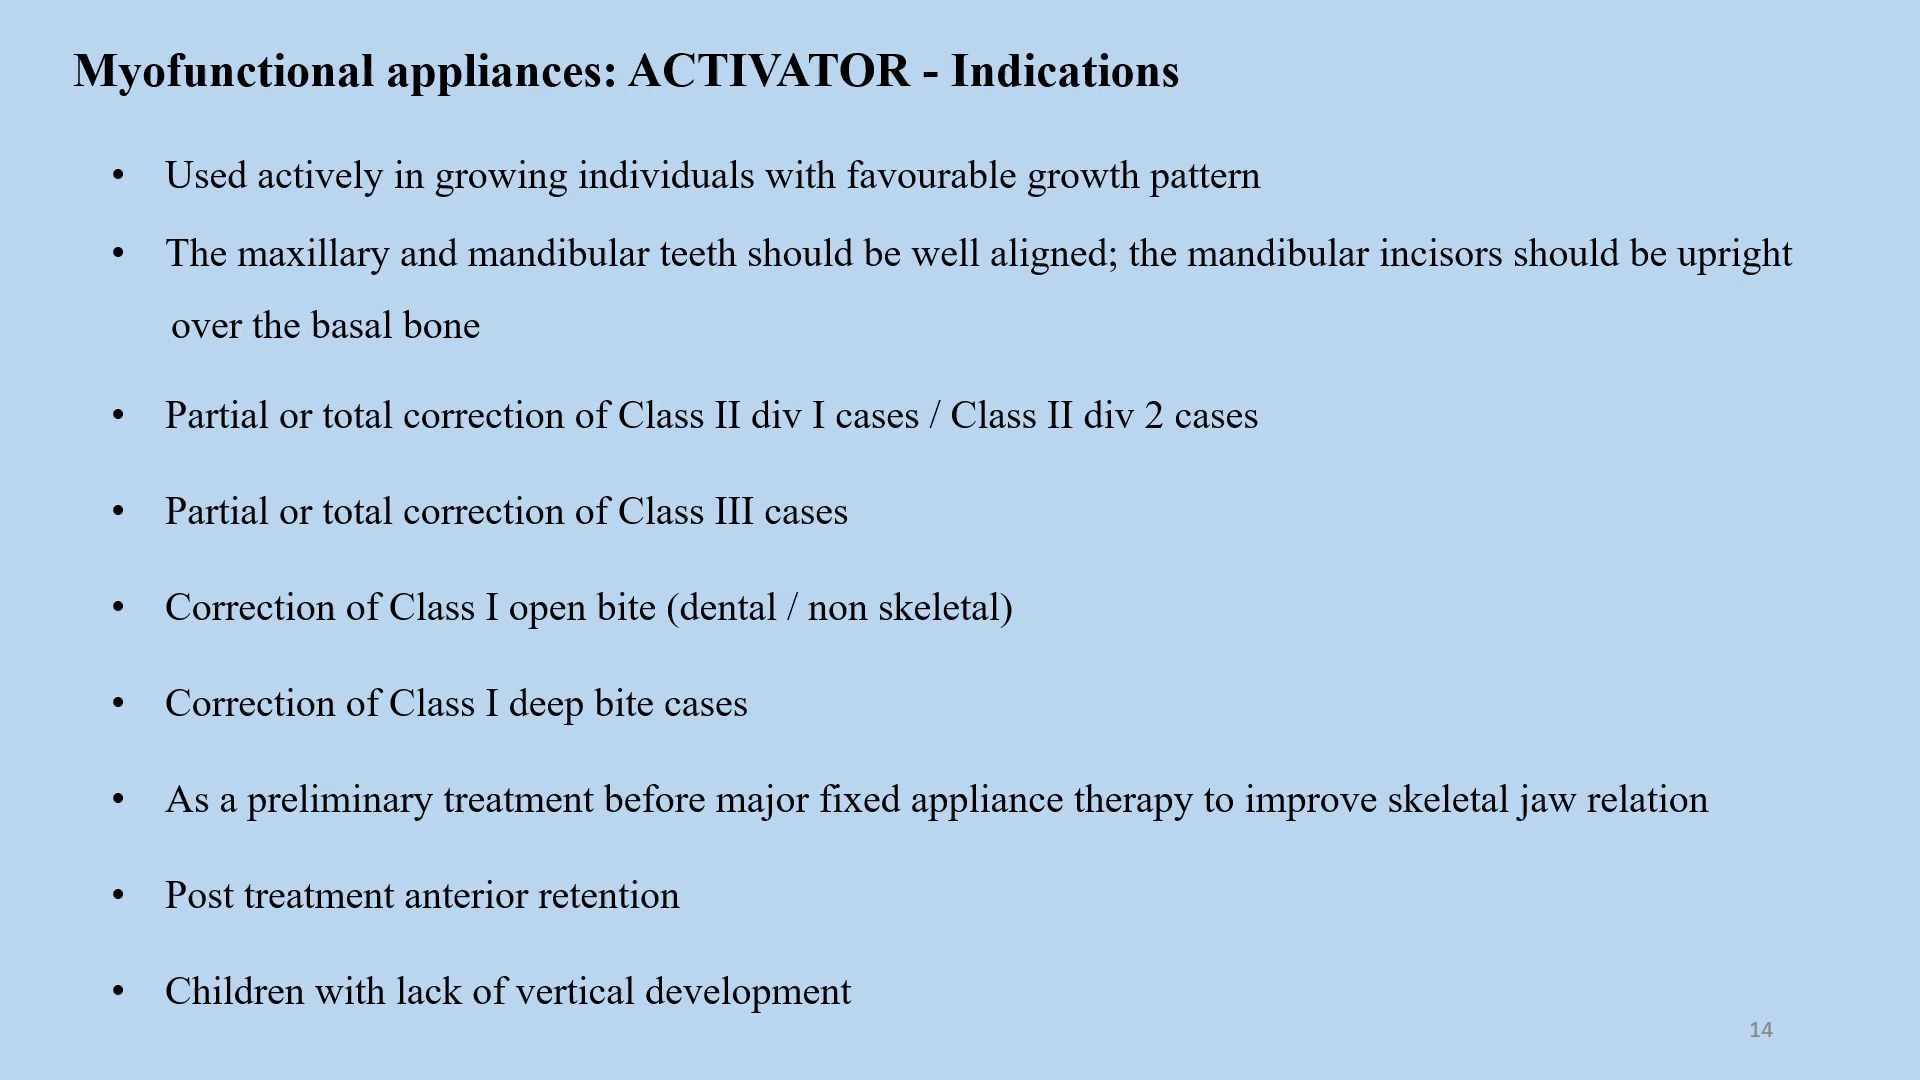 Myofunctional appliances: ACTIVATOR - Indications
• Used actively in growing individuals with favourable growth pattern
• The maxillary and mandibular teeth should be well aligned; the mandibular incisors should be upright
over the basal bone
• Partial or total correction of Class II div I cases / Class II div 2 cases
• Partial or total correction of Class III cases
• Correction of Class I open bite (dental / non skeletal)
• Correction of Class I deep bite cases
• As a preliminary treatment before major fixed appliance therapy to improve skeletal jaw relation
• Post treatment anterior retention
• Children with lack of vertical development
14